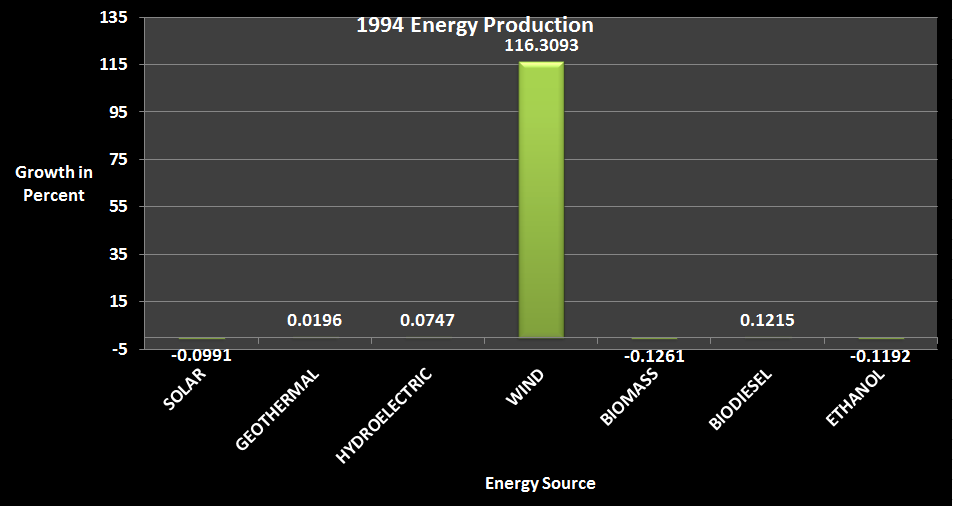 1994 Energy Production
135
115
95
75
55
35
15
-5
Growth in
Percent
116.3093
0.0196
0.0747
0.1215
-0.0991
-0.1261
-0.1192
SOLAR
GEOTHERMAL
HYDROELECTRIC
WIND
BIOMASS
BIODIESEL
ETHANOL
Energy Source